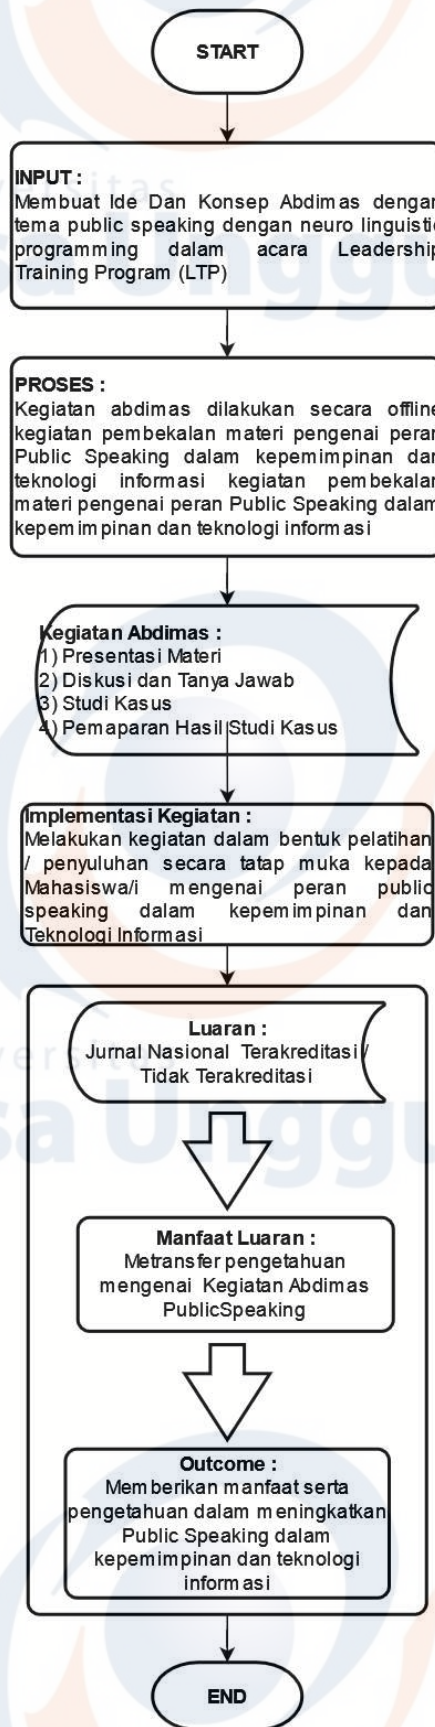 START
INPUT :
Membuat Ide Dan Konsep Abdimas dengan
tema public speaking dengan neuro linguistic
programming dalam acara Leadership
Training Program (LTP)
PROSES :
Kegiatan abdimas dilakukan secara offline
kegiatan pembekalan materi pengenai peran
Public Speaking dalam kepemimpinan dan
teknologi informasi kegiatan pembekalan
materi pengenai peran Public Speaking dalam
kepemimpinan dan teknologi informasi
Kegiatan Abdimas :
1) Presentasi Materi
2) Diskusi dan Tanya Jawab
3) Studi Kasus
4) Pemaparan Hasil Studi Kasus
Implementasi Kegiatan :
Melakukan kegiatan dalam bentuk pelatihan
/ penyuluhan secara tatap muka kepada
Mahasiswa/i mengenai peran public
speaking dalam kepemimpinan dan
Teknologi Informasi
Luaran :
Jurnal Nasional Terakreditasi /
Tidak Terakreditasi
Manfaat Luaran :
Metransfer pengetahuan
mengenai Kegiatan Abdimas
PublicSpeaking
Outcome :
Memberikan manfaat serta
pengetahuan dalam meningkatkan
Public Speaking dalam
kepemimpinan dan teknologi
informasi
END